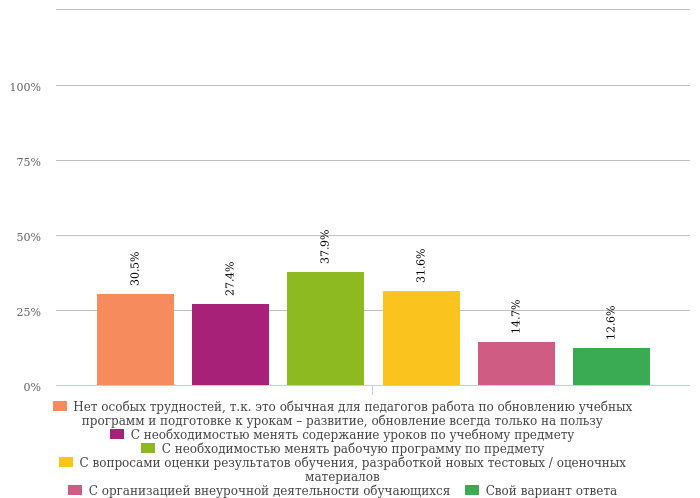 100%
75%
50%
25%
0%
30.5%
27.4%
37.9%
31.6%
14.7%
12.6%
Нет особых трудностей, т.к. это обычная для педагогов работа по обновлению учебных
программ и подготовке к урокам – развитие, обновление всегда только на пользу
С необходимостью менять содержание уроков по учебному предмету
С необходимостью менять рабочую программу по предмету
С вопросами оценки результатов обучения, разработкой новых тестовых / оценочных
материалов
С организацией внеурочной деятельности обучающихся Свой вариант ответа